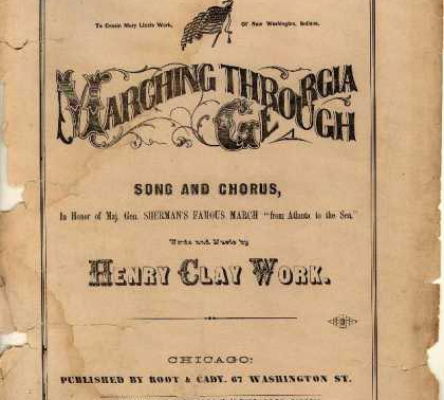 To Cousin Mary Lizzie Work, Of New Washington, Indiana.
MARCHING THROUGH
GEORGIA
SONG AND CHORUS,
In Honor of Maj. Gen. SHERMAN'S FAMOUS MARCH "from Atlanta to the Sea."
Words and Music by
HENRY CLAY WORK.
CHICAGO:
PUBLISHED BY ROOT & CADY, 67 WASHINGTON ST.